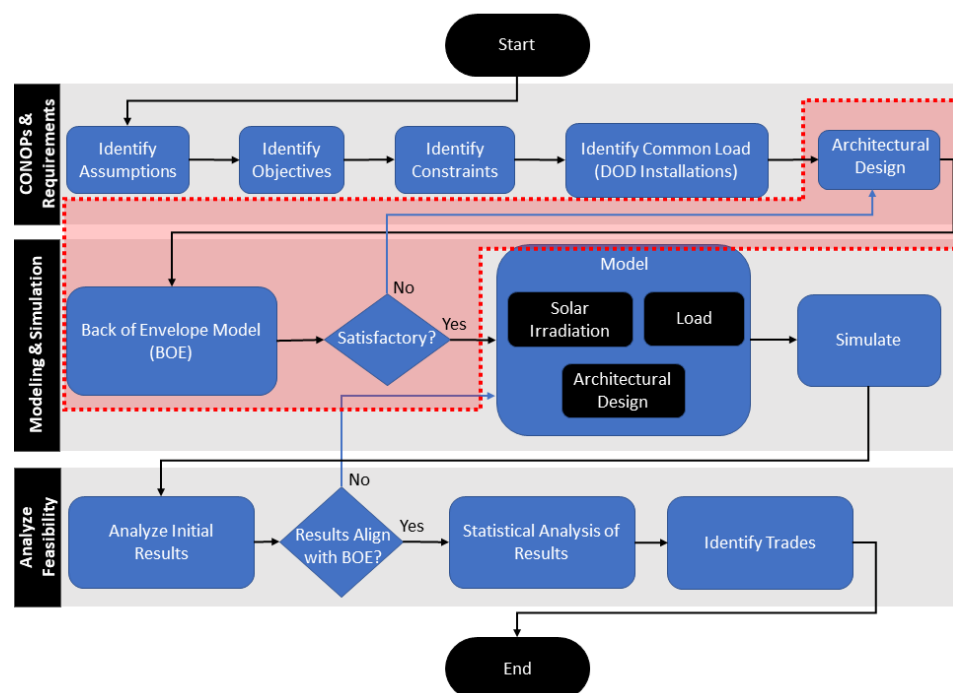 Start
CONOPs &
Requirements
Identify
Assumptions
Identify
Objectives
Identify
Constraints
Identify Common Load
(DOD Installations)
Architectural
Design
Modeling & Simulation
Back of Envelope Model
(BOE)
Satisfactory?
No
Yes
Model
Solar
Irradiation
Load
Architectural
Design
Simulate
Analyze
Feasibility
Analyze Initial
Results
Results Align
with BOE?
No
Yes
Statistical Analysis of
Results
Identify Trades
End